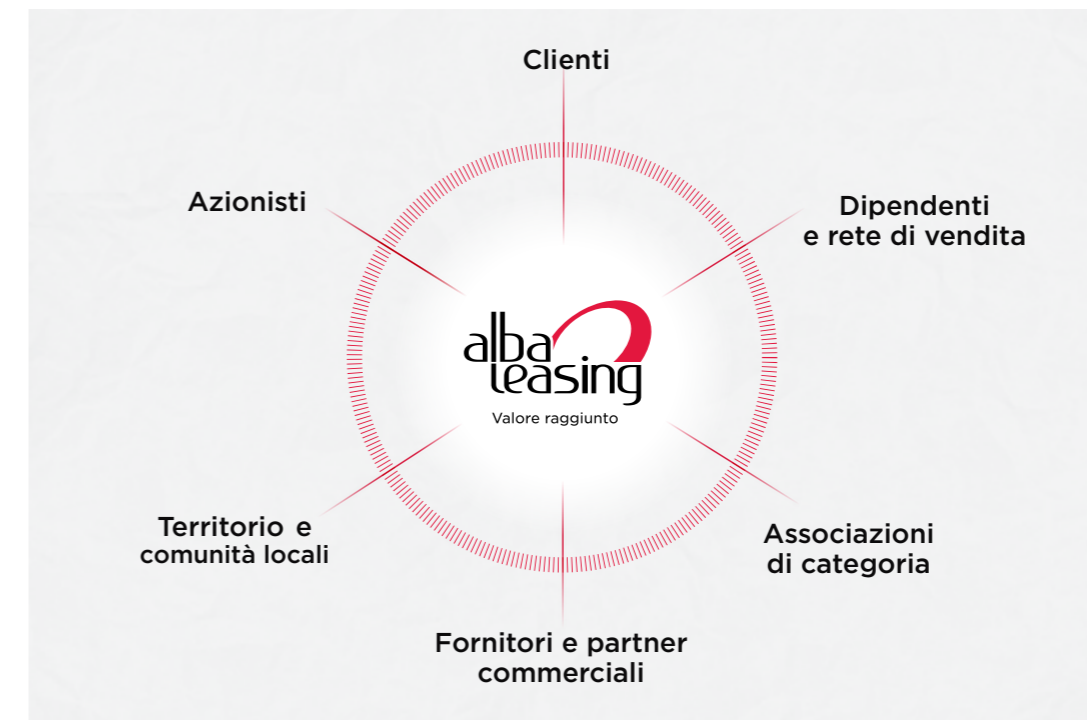 Clienti
Azionisti
Dipendenti
e rete di vendita
alba
leasing
Valore raggiunto
Territorio e
comunità locali
Associazioni
di categoria
Fornitori e partner
commerciali